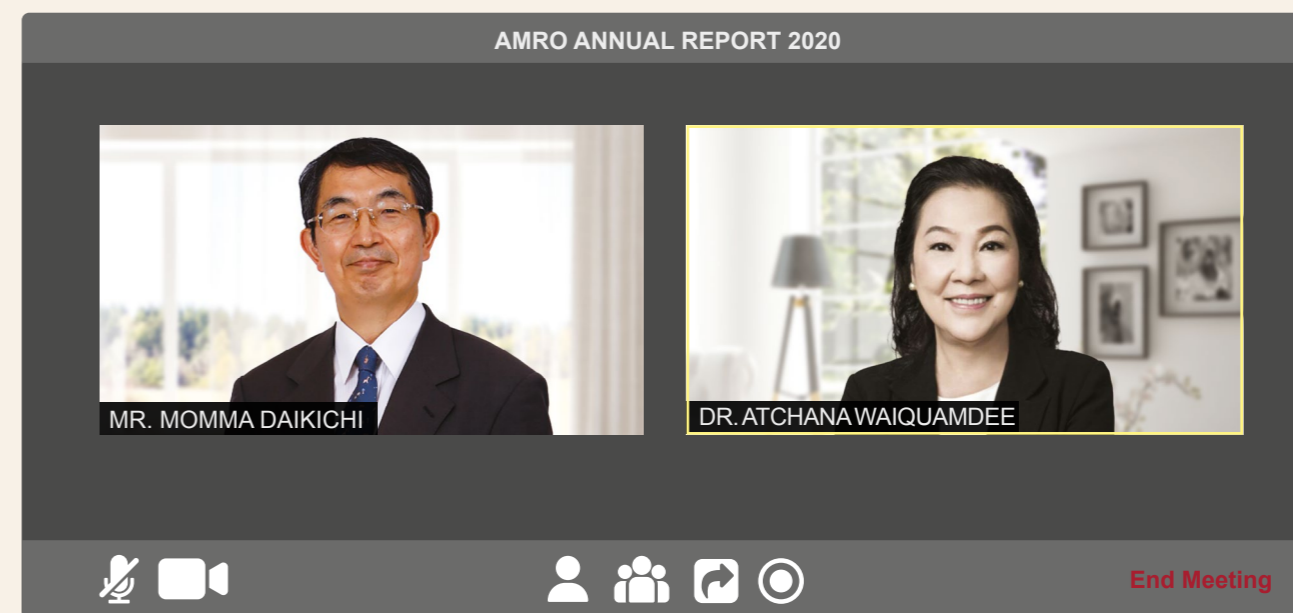 AMRO ANNUAL REPORT 2020
MR. MOMMA DAIKICHI
DR. ATCHANA WAIQUAMDEE
End Meeting